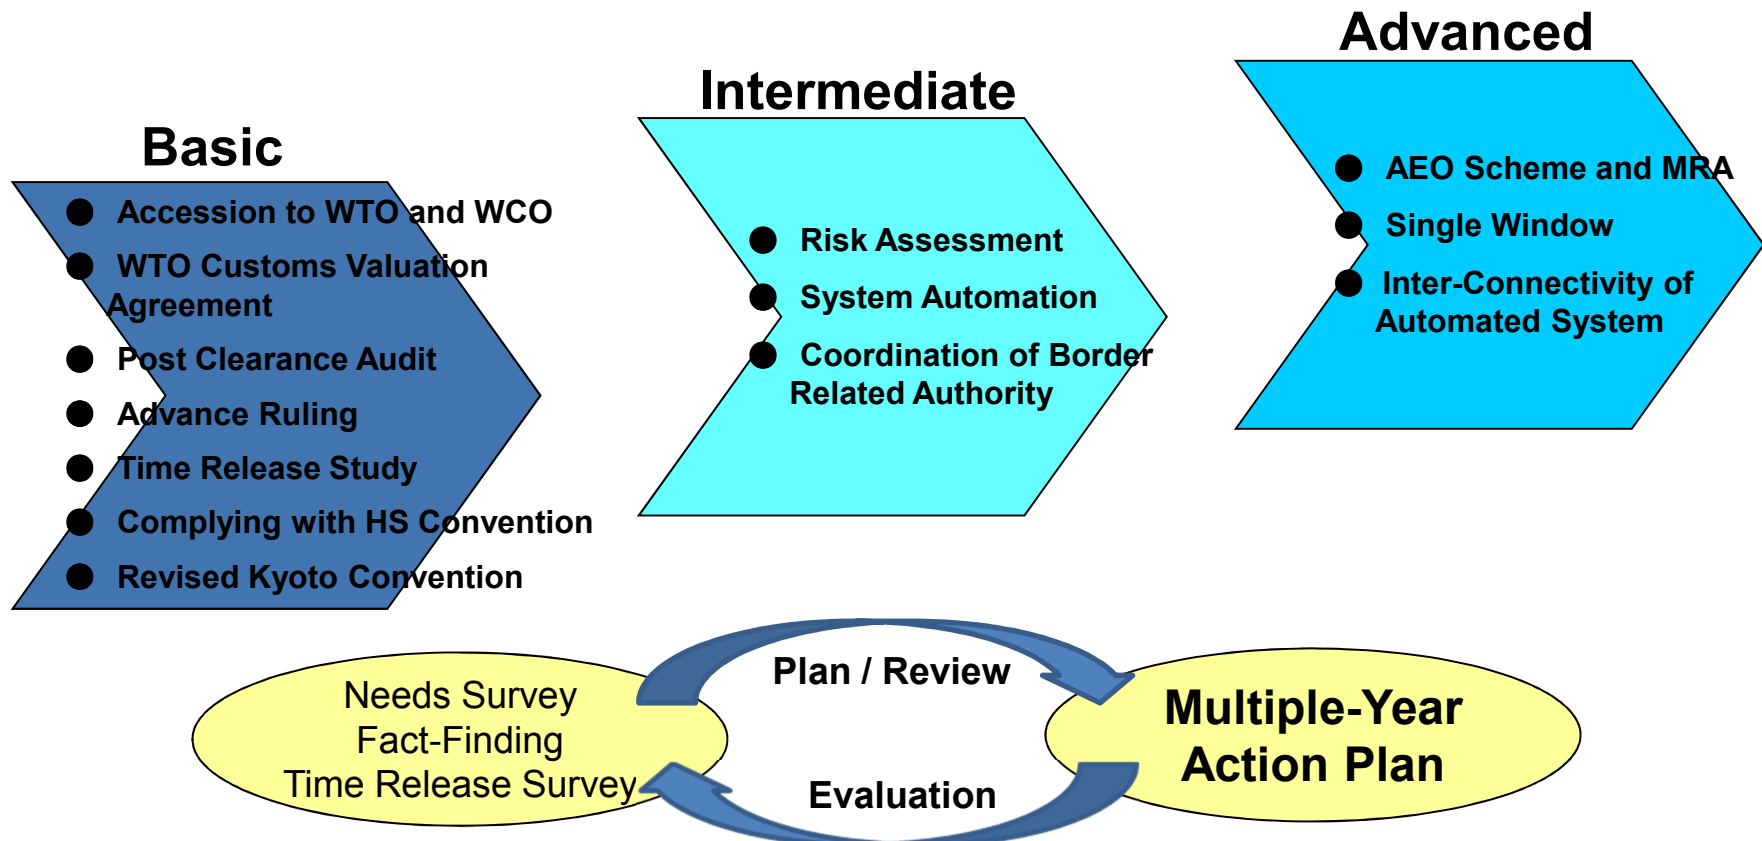 Basic
● Accession to WTO and WCO
● WTO Customs Valuation
Agreement
● Post Clearance Audit
● Advance Ruling
● Time Release Study
● Complying with HS Convention
● Revised Kyoto Convention
Intermediate
● Risk Assessment
● System Automation
● Coordination of Border
Related Authority
Advanced
● AEO Scheme and MRA
● Single Window
● Inter-Connectivity of
Automated System
Needs Survey
Fact-Finding
Time Release Survey
Plan / Review
Evaluation
Multiple-Year
Action Plan